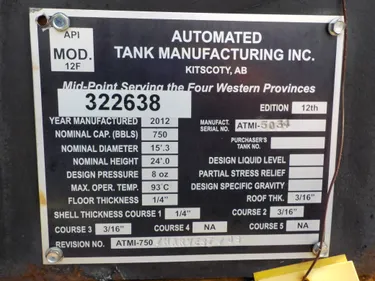 API
MOD.
12F
AUTOMATED
TANK MANUFACTURING INC.
KITSCOTY, AB
Mid-Point Serving the Four Western Provinces
322638
EDITION 12th
YEAR MANUFACTURED 2012
MANUFACT. SERIAL NO. ATMI-5034
NOMINAL CAP. (BBLS) 750
PURCHASER'S TANK NO.
NOMINAL DIAMETER 15'.3
NOMINAL HEIGHT 24'.0
DESIGN LIQUID LEVEL
DESIGN PRESSURE 8 oz
PARTIAL STRESS RELIEF
MAX. OPER. TEMP. 93°C
DESIGN SPECIFIC GRAVITY
FLOOR THICKNESS 1/4"
ROOF THK. 3/16"
SHELL THICKNESS COURSE 1 1/4"
COURSE 2 3/16"
COURSE 3 3/16"
COURSE 4 NA
COURSE 5 NA
REVISION NO. ATMI-750